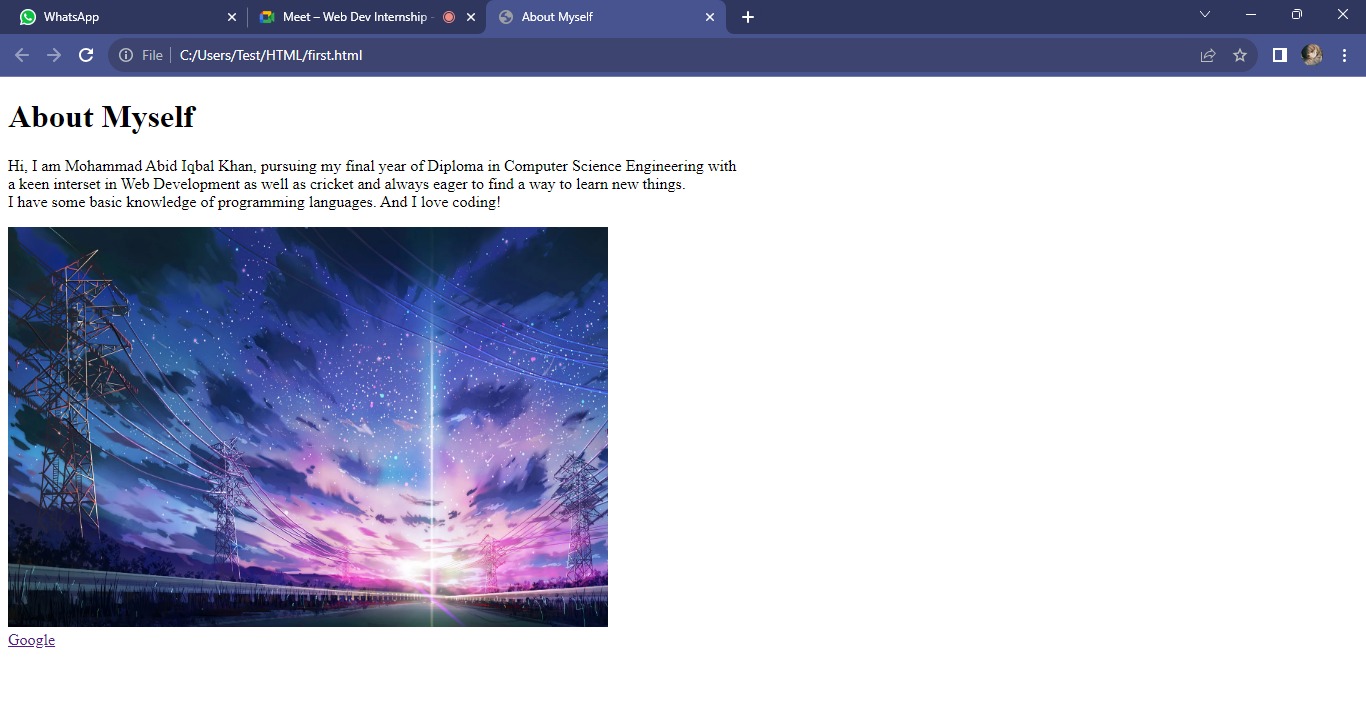 WhatsApp
Meet – Web Dev Internship -
About Myself
File
C:/Users/Test/HTML/first.html
About Myself
Hi, I am Mohammad Abid Iqbal Khan, pursuing my final year of Diploma in Computer Science Engineering with
a keen interset in Web Development as well as cricket and always eager to find a way to learn new things.
I have some basic knowledge of programming languages. And I love coding!
Google